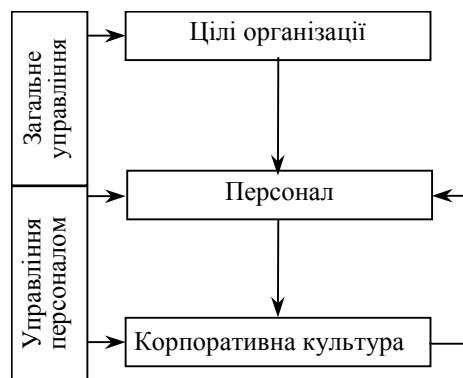 Цілі організації
Загальне
управління
Персонал
Управління
персоналом
Корпоративна культура